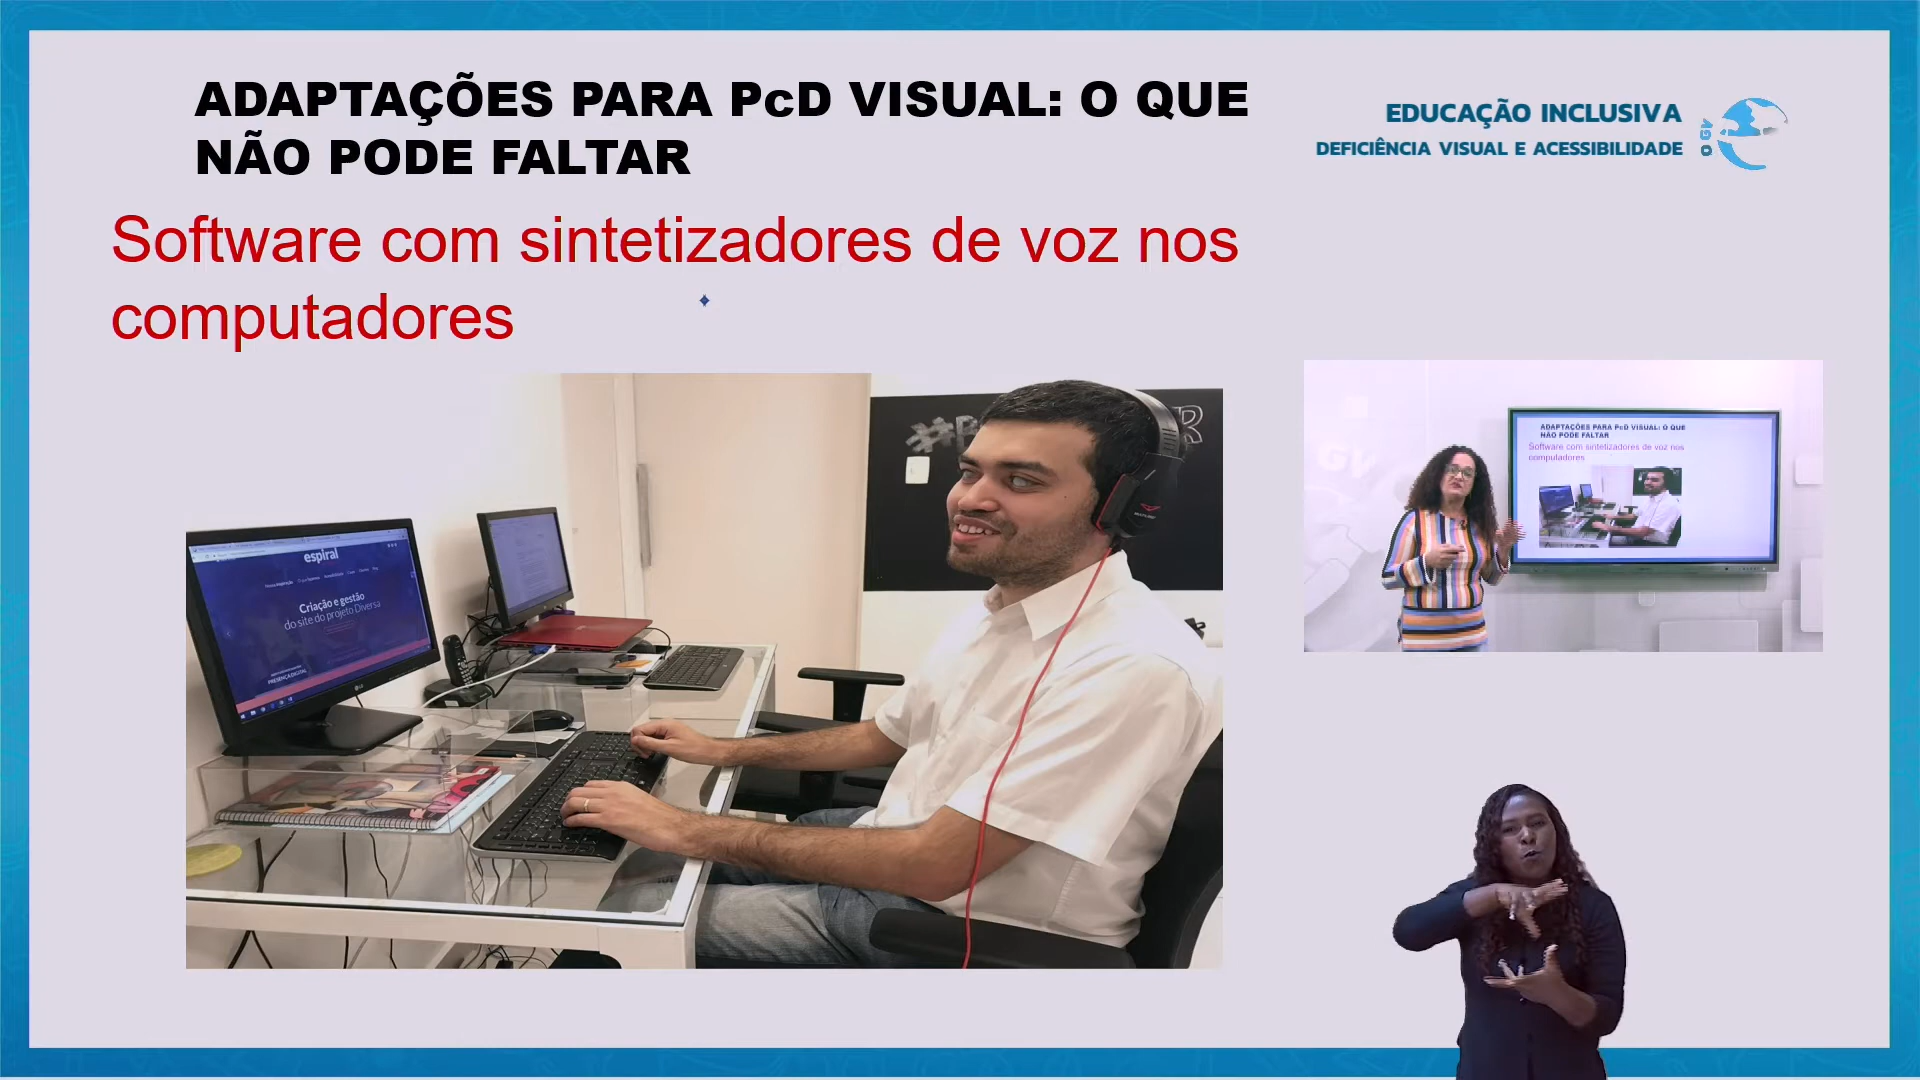 ADAPTAÇÕES PARA PcD VISUAL: O QUE
NÃO PODE FALTAR
EDUCAÇÃO INCLUSIVA
DEFICIÊNCIA VISUAL E ACESSIBILIDADE
Software com sintetizadores de voz nos
computadores
espiral
Criação e gestão
do site do projeto Diversa
PRESENÇA DIGITAL
ADAPTAÇÕES PARA PcD VISUAL: O QUE
NÃO PODE FALTAR
Software com sintetizadores de voz nos
computadores